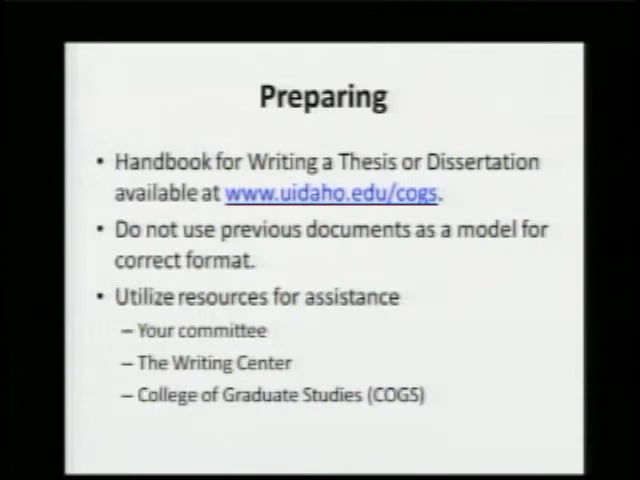 Preparing
• Handbook for Writing a Thesis or Dissertation
available at www.uidaho.edu/cogs.
• Do not use previous documents as a model for
correct format.
• Utilize resources for assistance
– Your committee
– The Writing Center
– College of Graduate Studies (COGS)